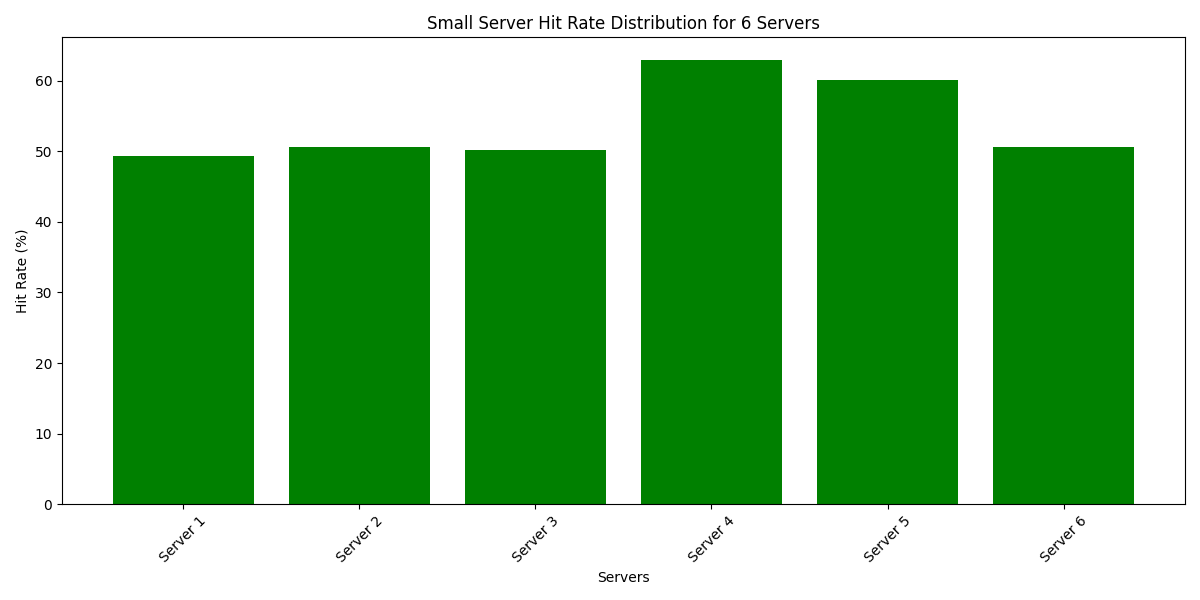 Small Server Hit Rate Distribution for 6 Servers
Hit Rate (%)
60
50
40
30
20
10
0
Server 1
Server 2
Server 3
Server 4
Server 5
Server 6
Servers